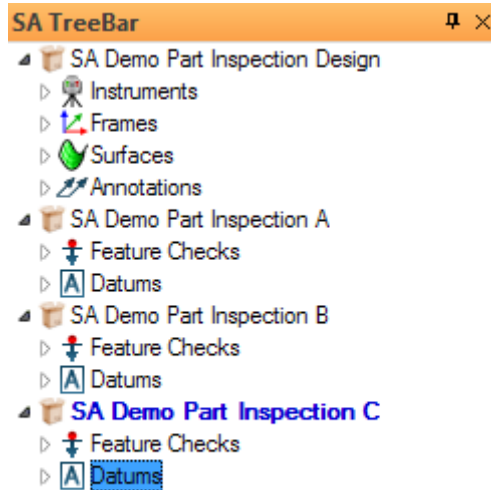 SA TreeBar
SA Demo Part Inspection Design
Instruments
Frames
Surfaces
Annotations
SA Demo Part Inspection A
Feature Checks
A Datums
SA Demo Part Inspection B
Feature Checks
A Datums
SA Demo Part Inspection C
Feature Checks
A Datums